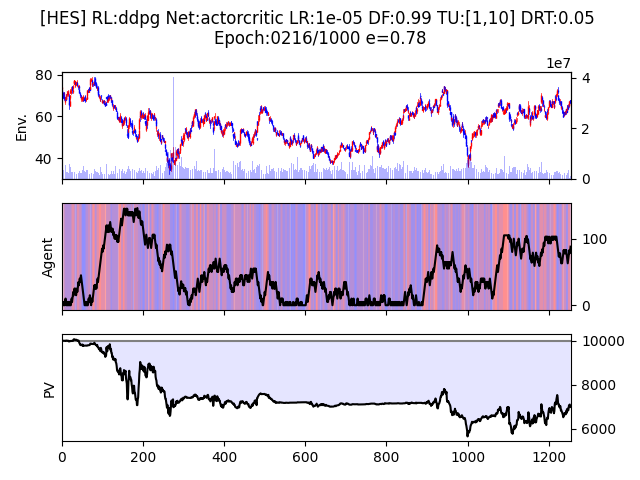 [HES] RL:ddpg Net:actorcritic LR:1e-05 DF:0.99 TU:[1,10] DRT:0.05
Epoch:0216/1000 e=0.78
1e7
80
60
40
Env.
4
2
0
Agent
100
0
PV
10000
8000
6000
0 200 400 600 800 1000 1200